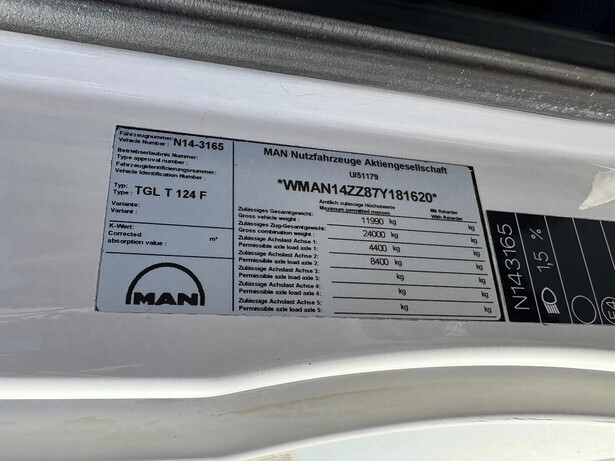 Fahrzeugnummer:
Vehicle Number : N14-3165
Betriebserlaubnis Nummer:
Type approval number :
Fahrzeugidentifizierungsnummer:
Vehicle Identification Number :
Typ:
Type : TGL T 124 F
Variante:
Variant :
K-Wert:
Corrected
absorption value : m²
MAN
MAN Nutzfahrzeuge Aktiengesellschaft
U/51179
*WMAN14ZZ87Y181620*
Amtlich zulässige Höchstwerte Mit Retarder
Maximum permitted masses With Retarder
Zulässiges Gesamtgewicht:
Gross vehicle weight : 11990 kg kg
Zulässiges Zug-Gesamtgewicht:
Gross combination weight : 24000 kg kg
Zulässige Achslast Achse 1:
Permissible axle load axle 1: 4400 kg kg
Zulässige Achslast Achse 2:
Permissible axle load axle 2: 8400 kg kg
Zulässige Achslast Achse 3:
Permissible axle load axle 3: kg kg
Zulässige Achslast Achse 4:
Permissible axle load axle 4: kg kg
Zulässige Achslast Achse 5:
Permissible axle load axle 5: kg kg
N143165
1,5 %